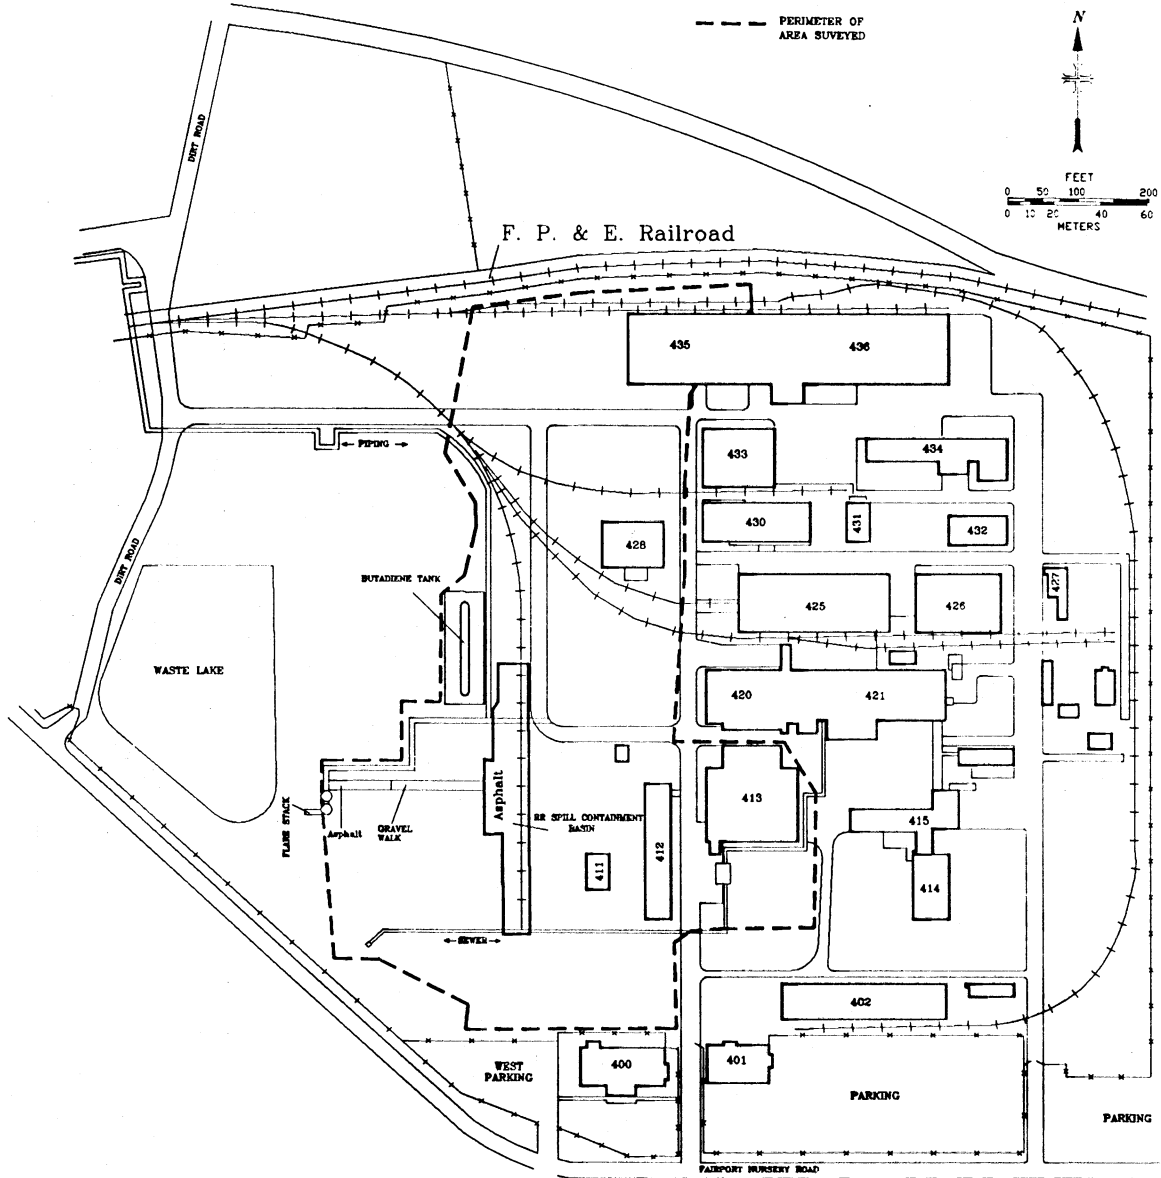 PERIMETER OF
AREA SUVEYED
N
FEET
0 50 100 200
0 10 20 40 60
METERS
DIRT ROAD
F. P. & E. Railroad
435
436
433
434
PIPING
430
431
432
428
DIRT ROAD
BUTADIENE TANK
425
426
427
WASTE LAKE
420
421
Asphalt
413
FLARE STACK
Asphalt
GRAVEL
WALK
RR SPILL CONTAINMENT
BASIN
415
412
411
414
SEWER
402
400
401
WEST
PARKING
PARKING
PARKING
FAIRPORT NURSERY ROAD